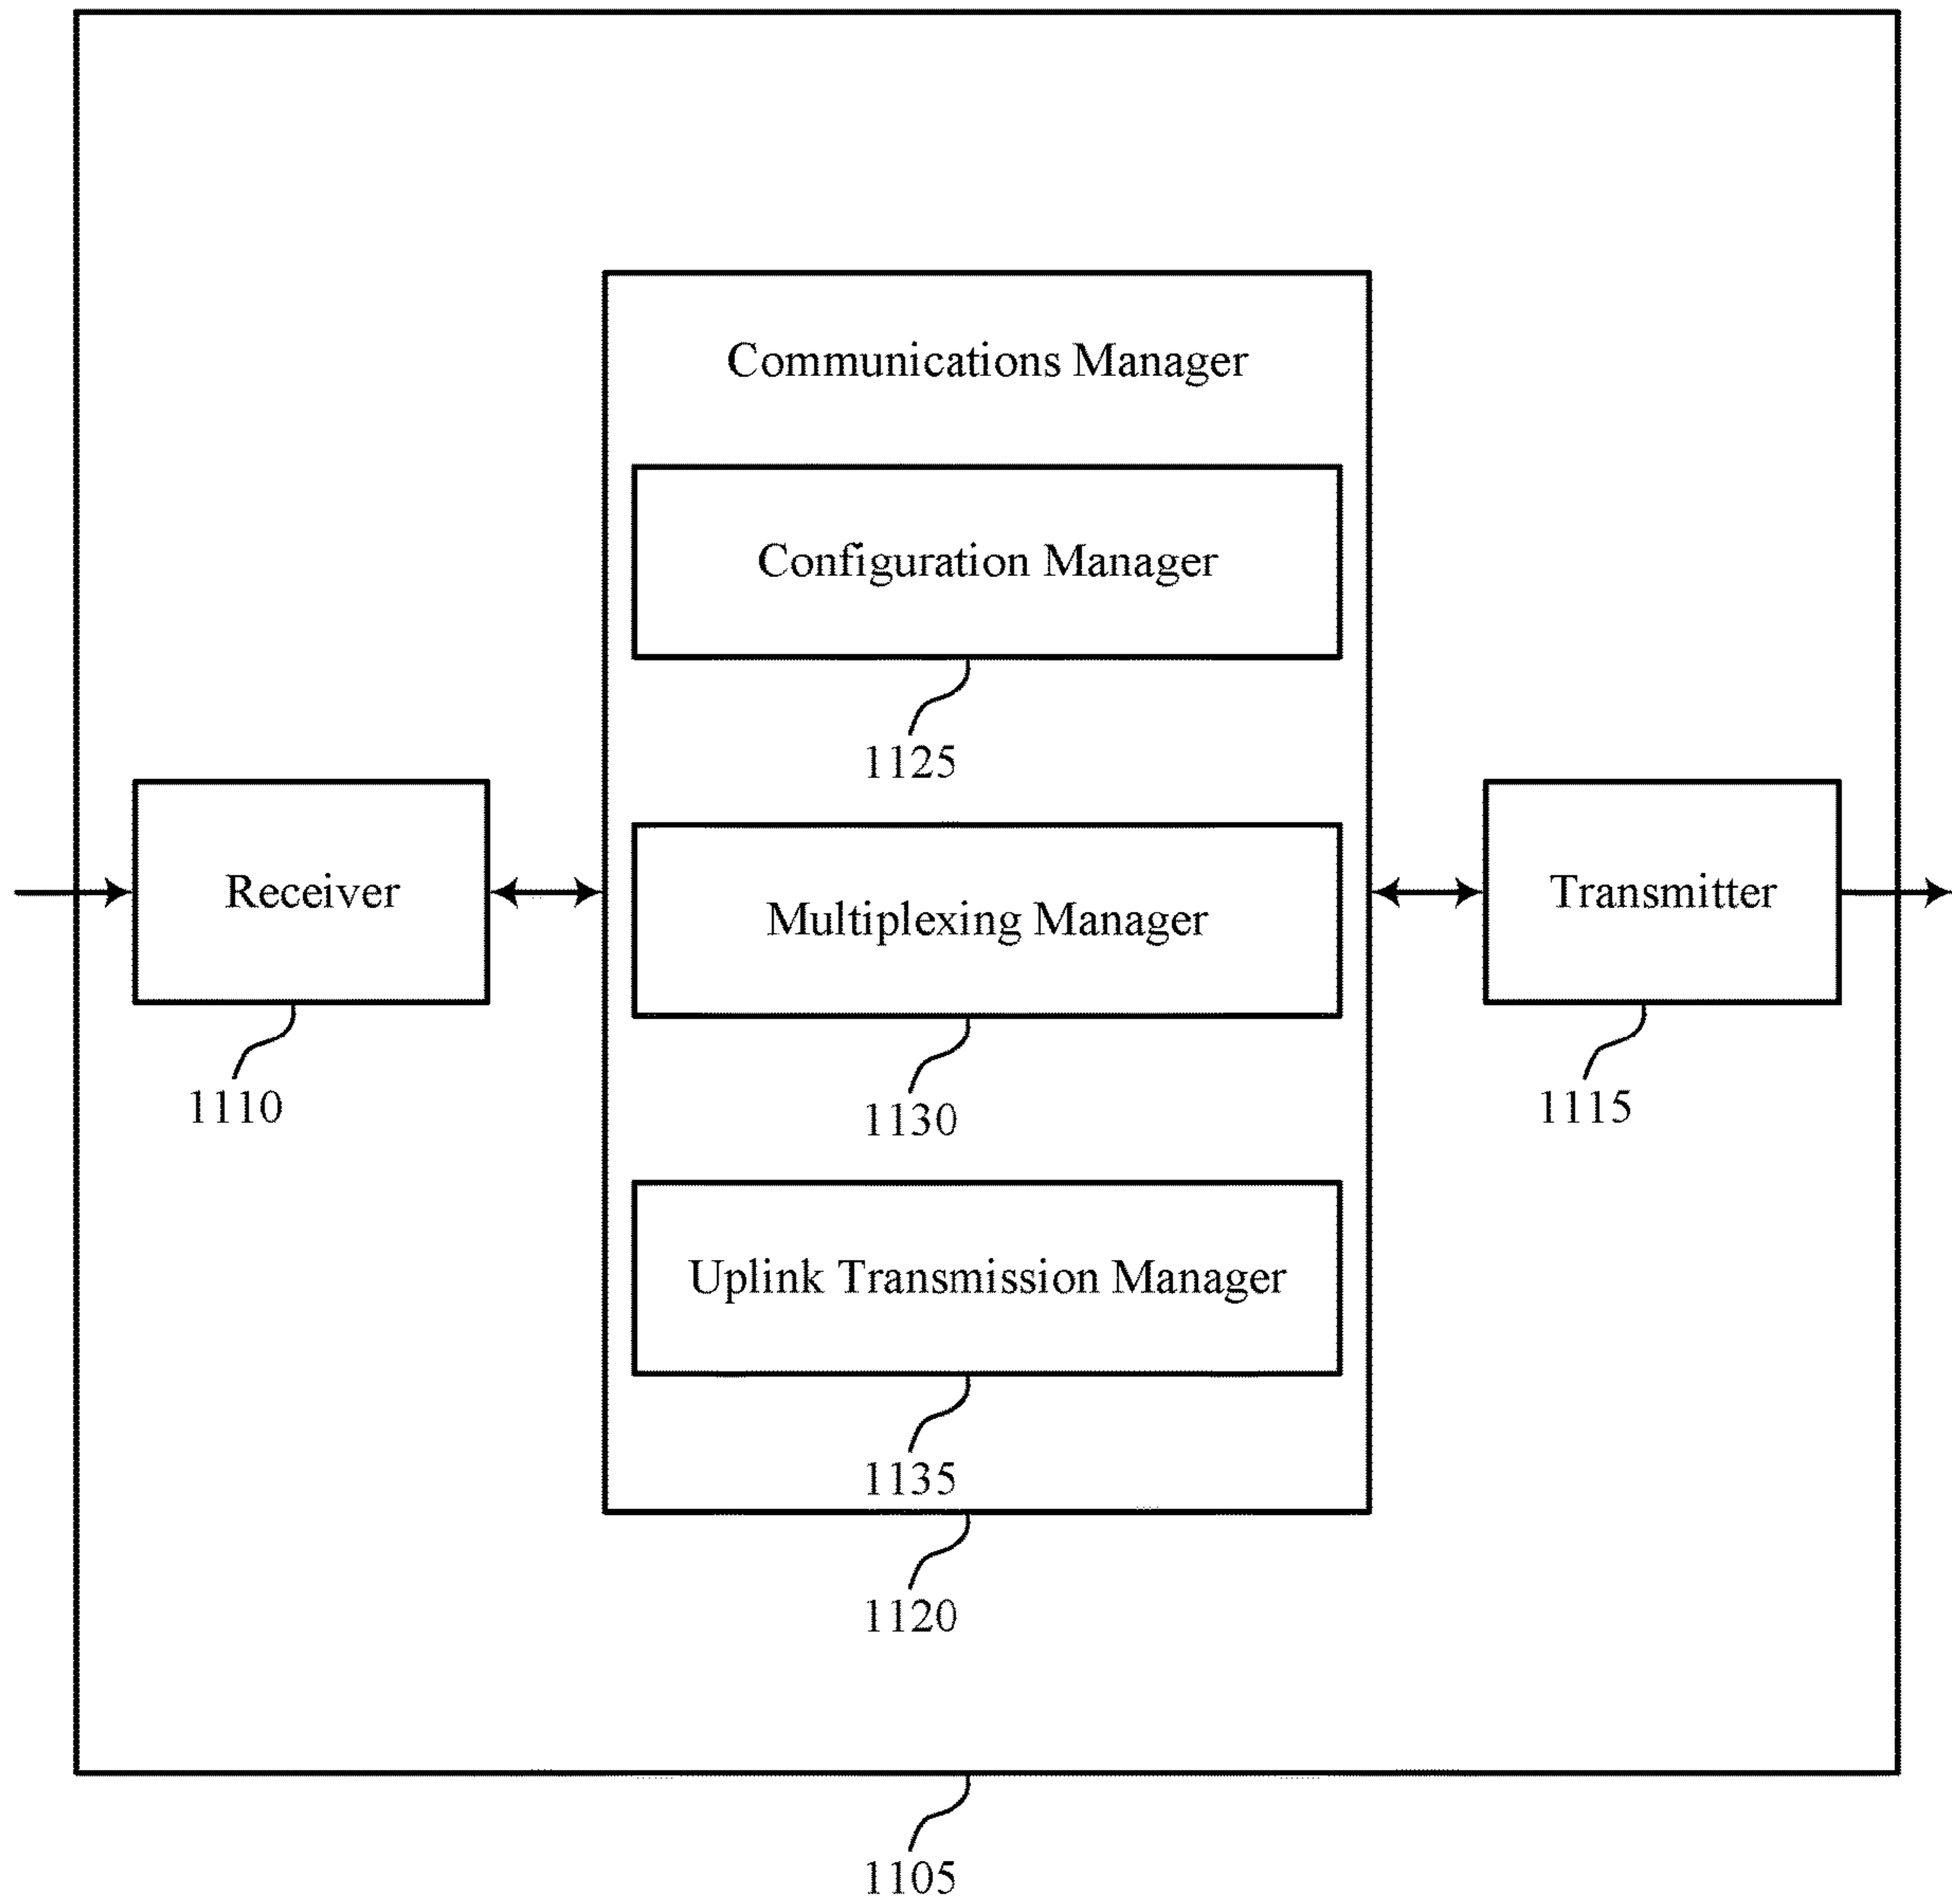 Communications Manager
Configuration Manager
1125
Receiver
1110
Multiplexing Manager
1130
Transmitter
1115
Uplink Transmission Manager
1135
1120
1105